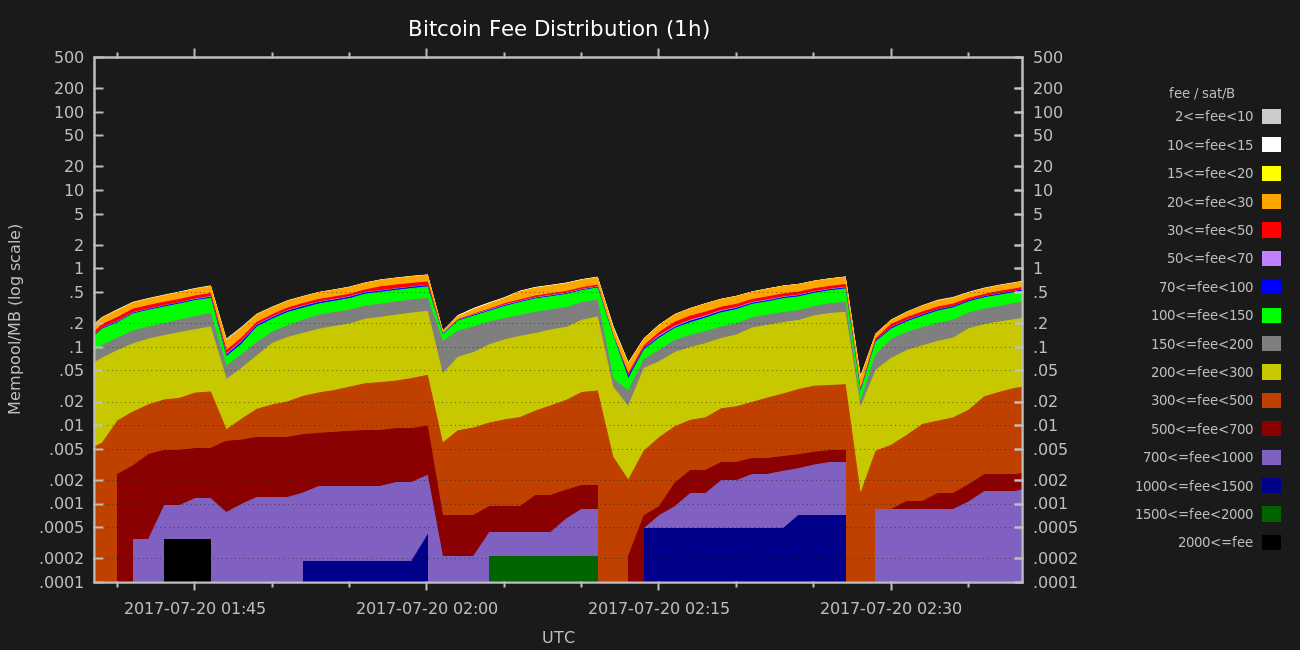 Bitcoin Fee Distribution (1h)
500
200
100
50
20
10
5
2
1
.5
.2
.1
.05
.02
.01
.005
.002
.001
.0005
.0002
.0001
Mempool/MB (log scale)
500
200
100
50
20
10
5
2
1
.5
.2
.1
.05
.02
.01
.005
.002
.001
.0005
.0002
.0001
2017-07-20 01:45
2017-07-20 02:00
2017-07-20 02:15
2017-07-20 02:30
UTC
fee / sat/B
2<=fee<10
10<=fee<15
15<=fee<20
20<=fee<30
30<=fee<50
50<=fee<70
70<=fee<100
100<=fee<150
150<=fee<200
200<=fee<300
300<=fee<500
500<=fee<700
700<=fee<1000
1000<=fee<1500
1500<=fee<2000
2000<=fee